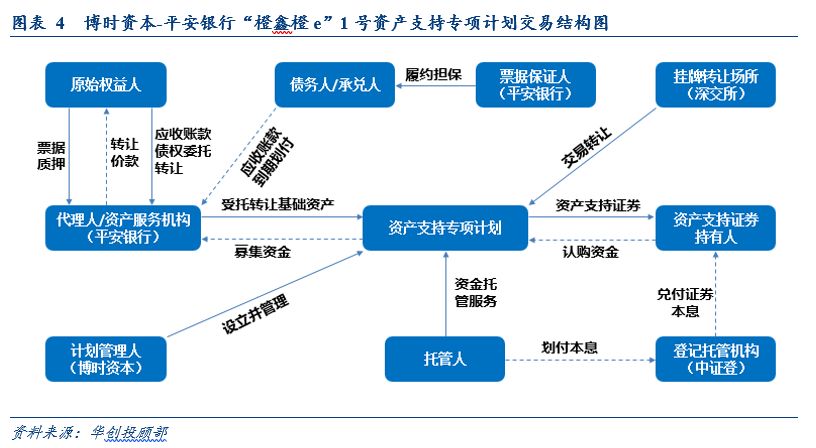 图表 4 博时资本-平安银行“橙鑫橙e”1号资产支持专项计划交易结构图
原始权益人
债务人/承兑人
履约担保
票据保证人
（平安银行）
挂牌转让场所
（深交所）
票据
质押
转让
价款
应收账款
债权委托
转让
应收账款
到期划付
交易转让
代理人/资产服务机构
（平安银行）
受托转让基础资产
募集资金
资产支持专项计划
资产支持证券
认购资金
资产支持证券
持有人
设立并管理
资金托
管服务
兑付证券
本息
计划管理人
（博时资本）
托管人
划付本息
登记托管机构
（中证登）
资料来源：华创投顾部